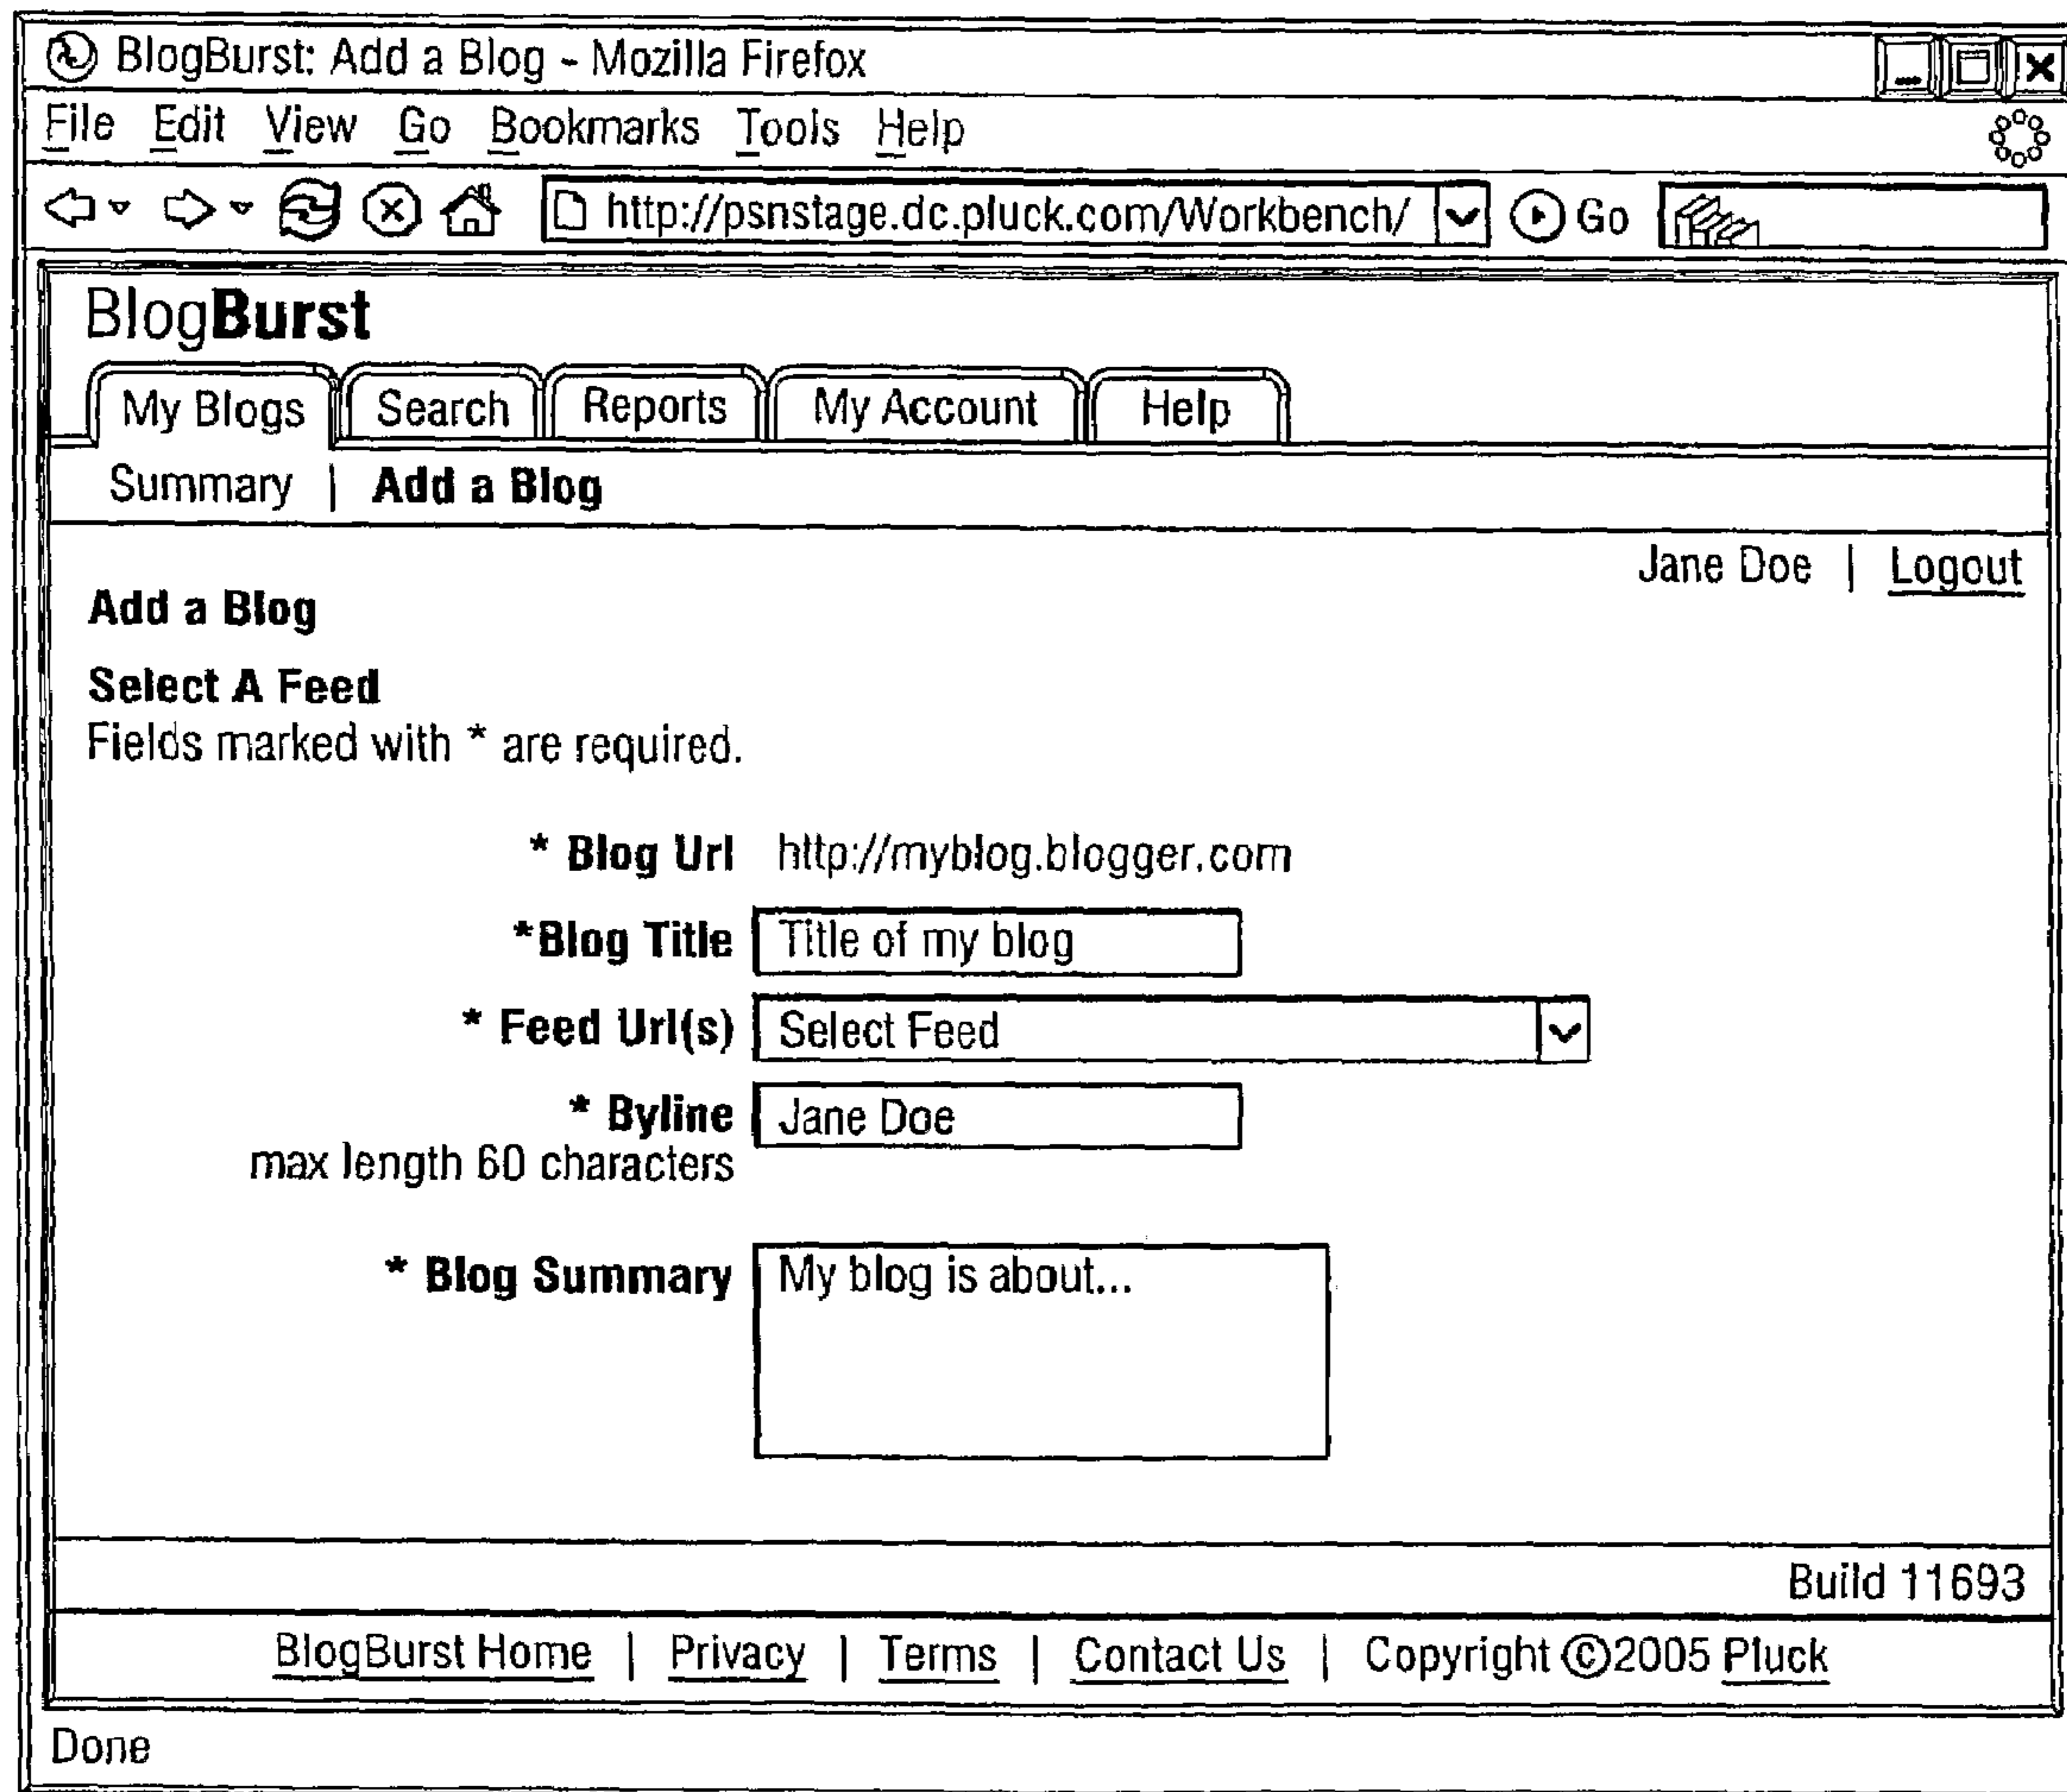 BlogBurst: Add a Blog - Mozilla Firefox
File Edit View Go Bookmarks Tools Help
http://psnstage.dc.pluck.com/Workbench/ Go
BlogBurst
My Blogs Search Reports My Account Help
Summary | Add a Blog
Jane Doe | Logout
Add a Blog
Select A Feed
Fields marked with * are required.
* Blog Url http://myblog.blogger.com
*Blog Title Title of my blog
* Feed Url(s) Select Feed
* Byline Jane Doe
max length 60 characters
* Blog Summary My blog is about...
Build 11693
BlogBurst Home | Privacy | Terms | Contact Us | Copyright ©2005 Pluck
Done